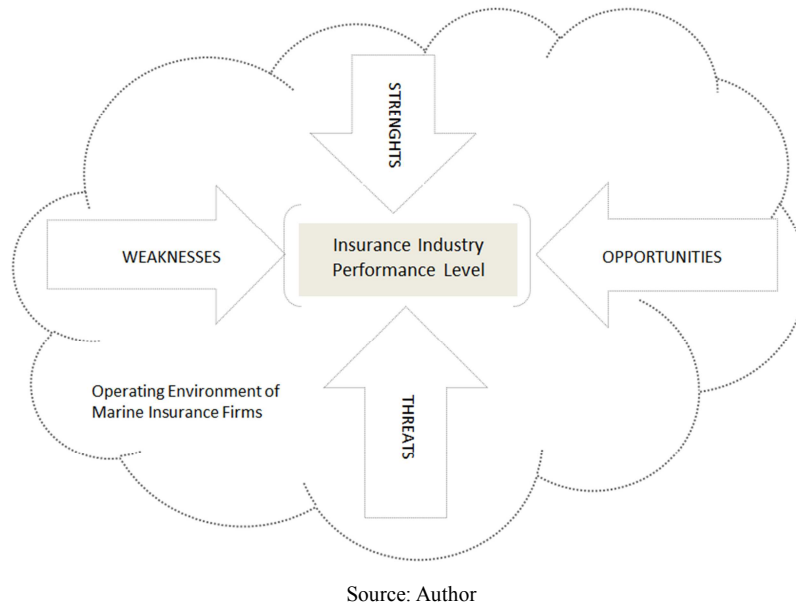 STRENGHTS
WEAKNESSES
Insurance Industry
Performance Level
OPPORTUNITIES
Operating Environment of
Marine Insurance Firms
THREATS
Source: Author